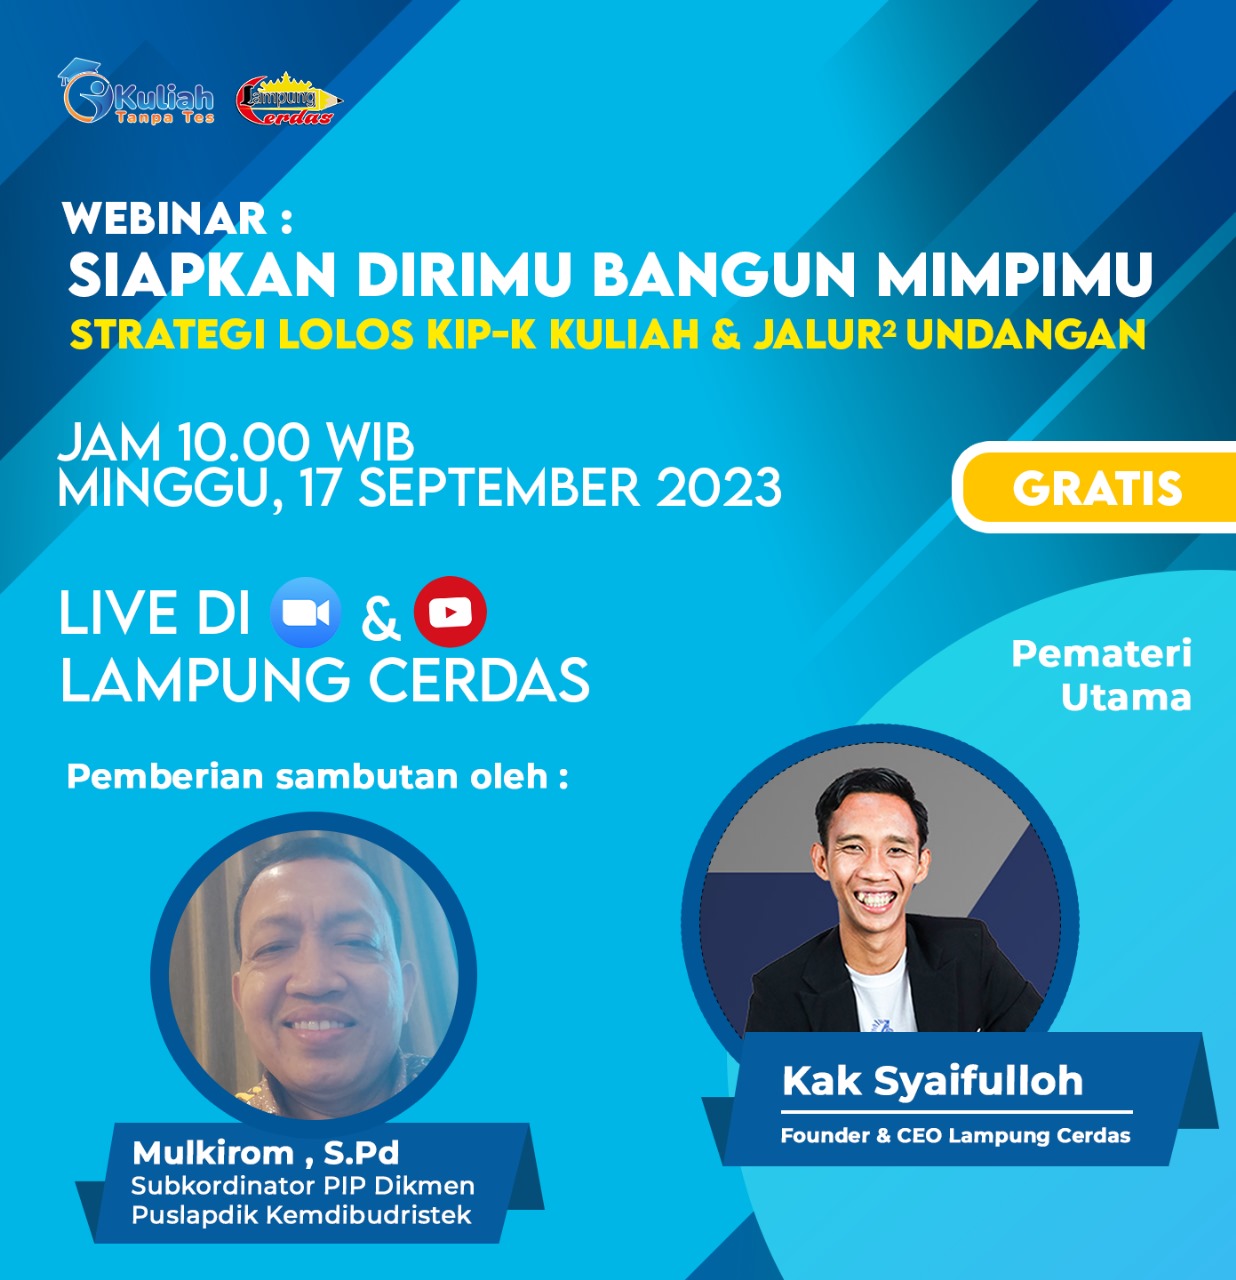 Kuliah
Tanpa Tes
Lampung
Cerdas
WEBINAR :
SIAPKAN DIRIMU BANGUN MIMPIMU
STRATEGI LOLOS KIP-K KULIAH & JALUR² UNDANGAN
JAM 10.00 WIB
MINGGU, 17 SEPTEMBER 2023
GRATIS
LIVE DI & 
LAMPUNG CERDAS
Pemateri
Utama
Pemberian sambutan oleh :
Kak Syaifulloh
Founder & CEO Lampung Cerdas
Mulkirom , S.Pd
Subkordinator PIP Dikmen
Puslapdik Kemdibudristek